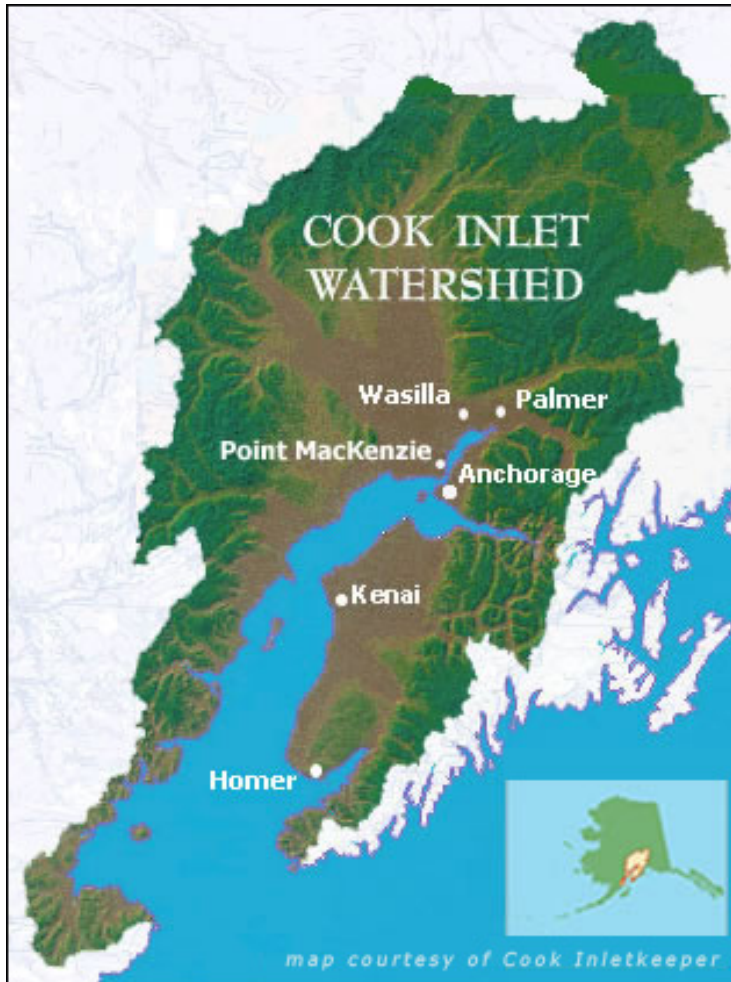 COOK INLET
WATERSHED
Wasilla
Palmer
Point MacKenzie
Anchorage
Kenai
Homer
map courtesy of Cook Inletkeeper